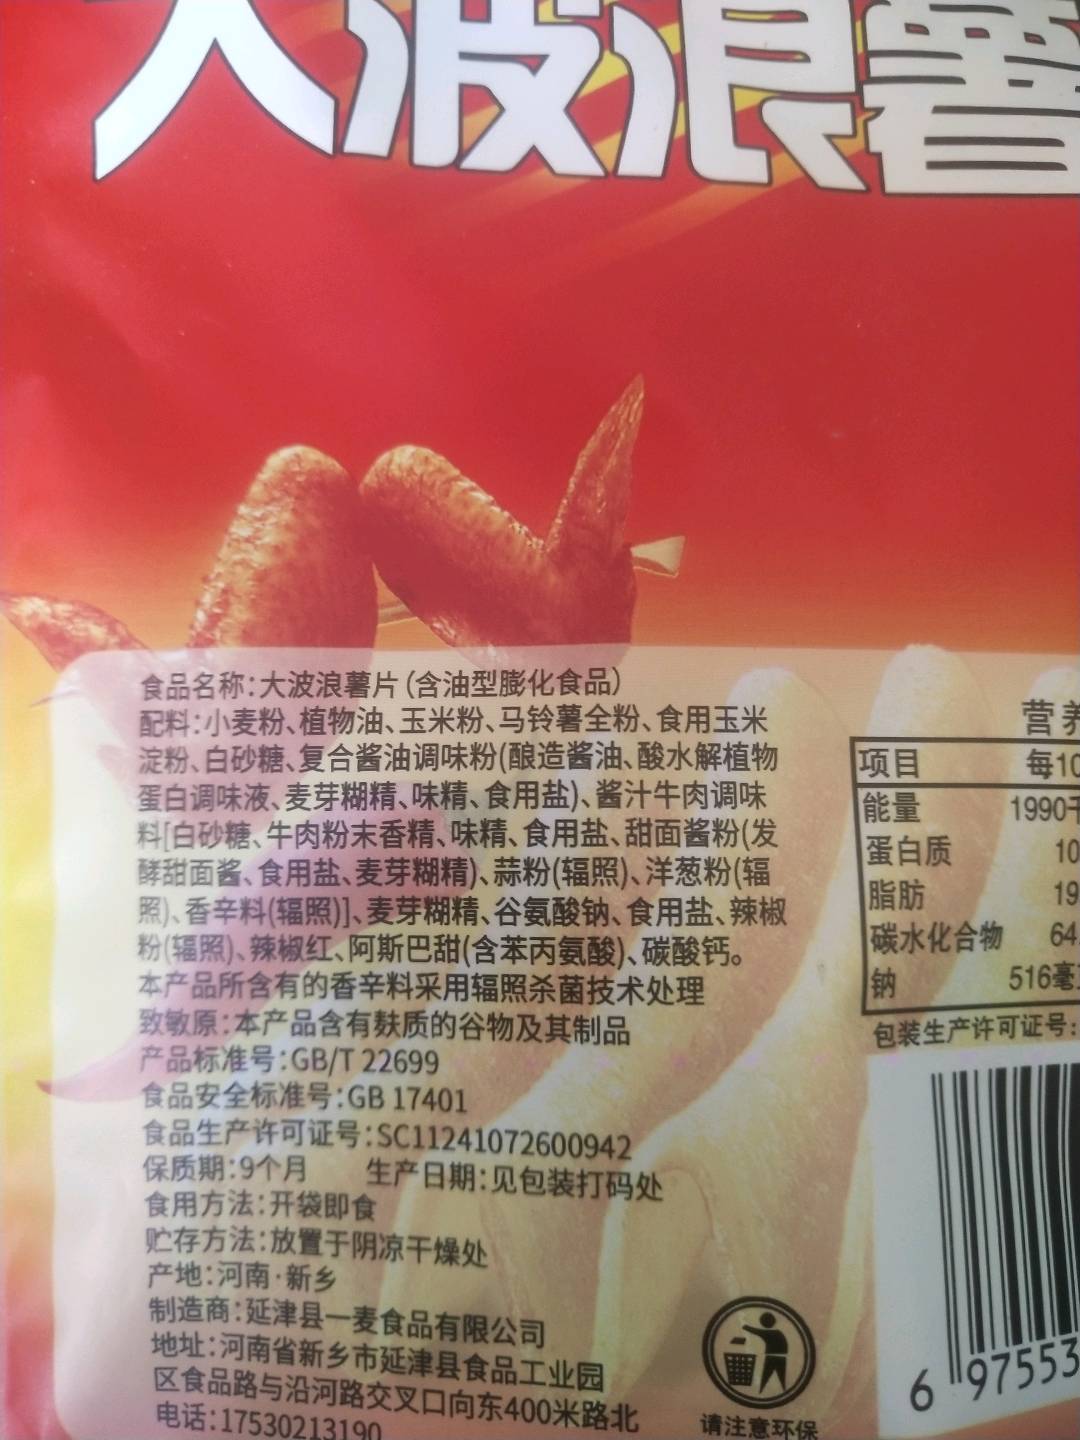 大波浪薯
食品名称:大波浪薯片(含油型膨化食品)
配料:小麦粉、植物油、玉米粉、马铃薯全粉、食用玉米
淀粉、白砂糖、复合酱油调味粉(酿造酱油、酸水解植物
蛋白调味液、麦芽糊精、味精、食用盐)、酱汁牛肉调味
料[白砂糖、牛肉粉末香精、味精、食用盐、甜面酱粉(发
酵甜面酱、食用盐、麦芽糊精)、蒜粉(辐照)、洋葱粉(辐
照)、香辛料(辐照)]、麦芽糊精、谷氨酸钠、食用盐、辣椒
粉(辐照)、辣椒红、阿斯巴甜(含苯丙氨酸)、碳酸钙。
本产品所含有的香辛料采用辐照杀菌技术处理
致敏原:本产品含有麸质的谷物及其制品
产品标准号:GB/T 22699
食品安全标准号:GB 17401
食品生产许可证号:SC11241072600942
保质期:9个月 生产日期:见包装打码处
食用方法:开袋即食
贮存方法:放置于阴凉干燥处
产地:河南·新乡
制造商:延津县一麦食品有限公司
地址:河南省新乡市延津县食品工业园
区食品路与沿河路交叉口向东400米路北
电话:17530213190
营养
项目 每10
能量 1990千
蛋白质 10
脂肪 19
碳水化合物 64
钠 516毫
包装生产许可证号:
6 97553
请注意环保